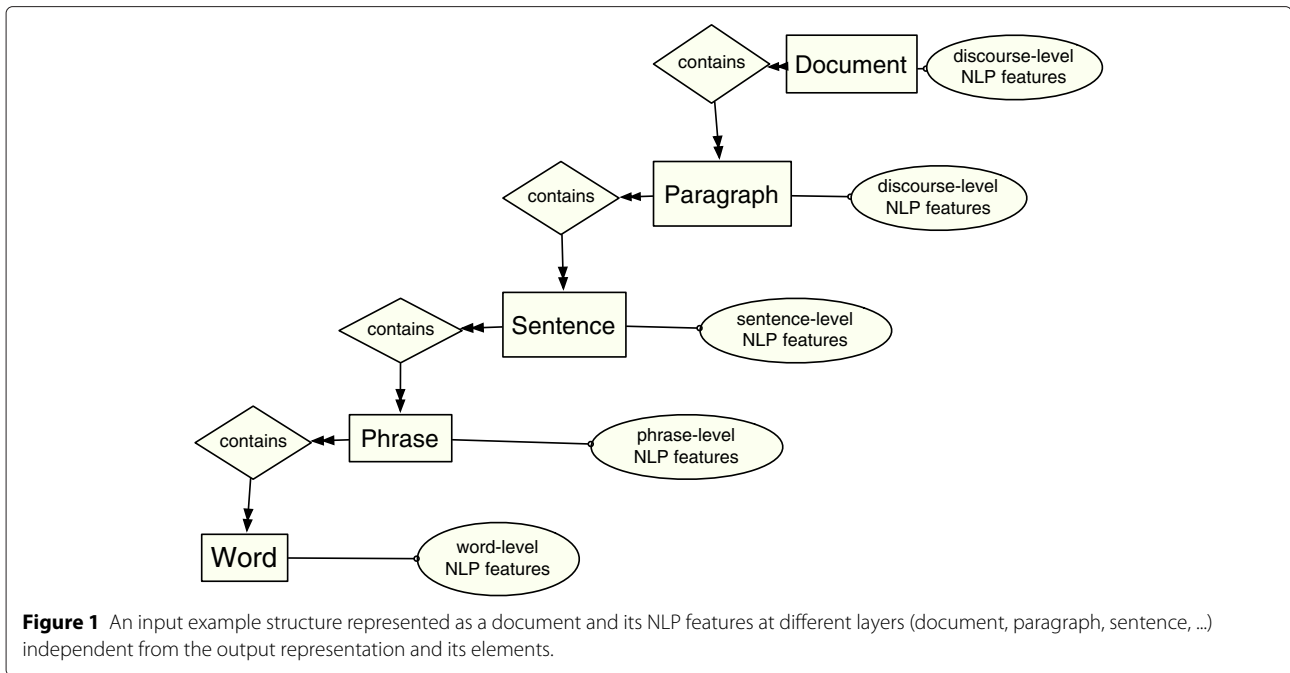 contains
Document
discourse-level
NLP features
contains
Paragraph
discourse-level
NLP features
contains
Sentence
sentence-level
NLP features
contains
Phrase
phrase-level
NLP features
Word
word-level
NLP features
Figure 1 An input example structure represented as a document and its NLP features at different layers (document, paragraph, sentence, ...)
independent from the output representation and its elements.